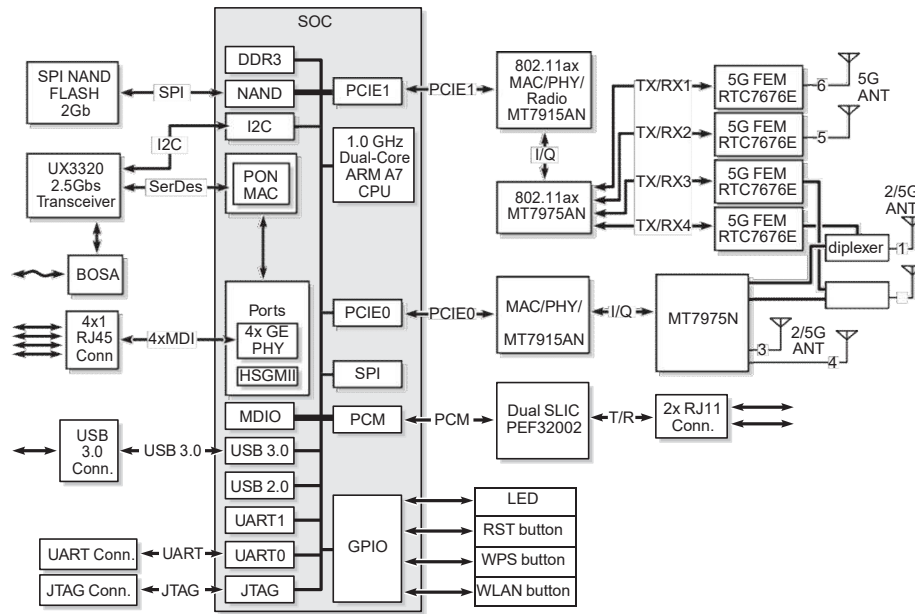 SOC
DDR3
SPI NAND
FLASH
2Gb
SPI
NAND
PCIE1
PCIE1
802.11ax
MAC/PHY/
Radio
MT7915AN
I/Q
802.11ax
MT7975AN
TX/RX1
TX/RX2
TX/RX3
TX/RX4
5G FEM
RTC7676E
5G FEM
RTC7676E
5G FEM
RTC7676E
5G FEM
RTC7676E
6
5
5G
ANT
2/5G
ANT
diplexer
1
I2C
I2C
UX3320
2.5Gbs
Transceiver
SerDes
PON
MAC
1.0 GHz
Dual-Core
ARM A7
CPU
BOSA
4x1
RJ45
Conn
4xMDI
Ports
4x GE
PHY
HSGMII
PCIE0
PCIE0
MAC/PHY/
MT7915AN
I/Q
MT7975N
3
2/5G
ANT
4
SPI
MDIO
PCM
PCM
Dual SLIC
PEF32002
T/R
2x RJ11
Conn.
USB
3.0
Conn.
USB 3.0
USB 3.0
USB 2.0
UART1
UART Conn.
UART
UART0
JTAG Conn.
JTAG
JTAG
GPIO
LED
RST button
WPS button
WLAN button